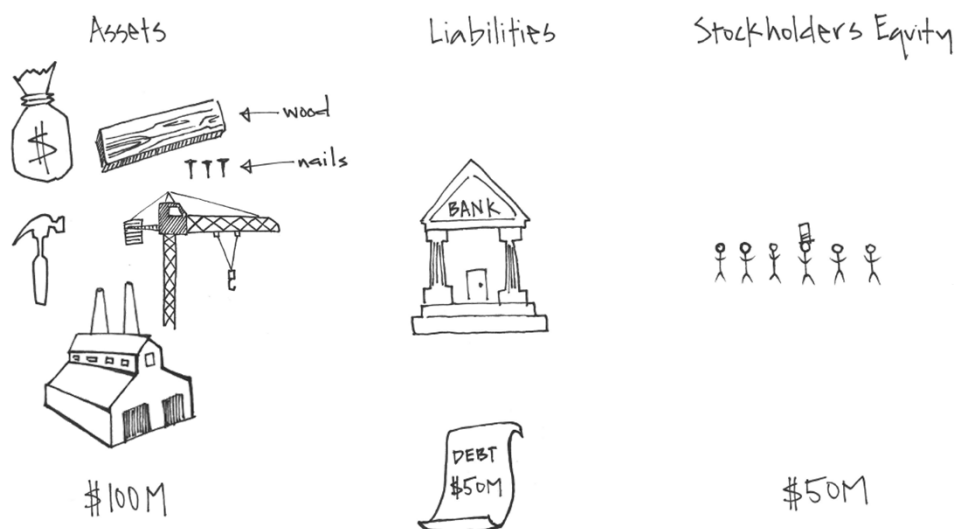 Assets
Liabilities
Stockholders Equity
$
wood
nails
BANK
DEBT
$50M
$100M
$50M